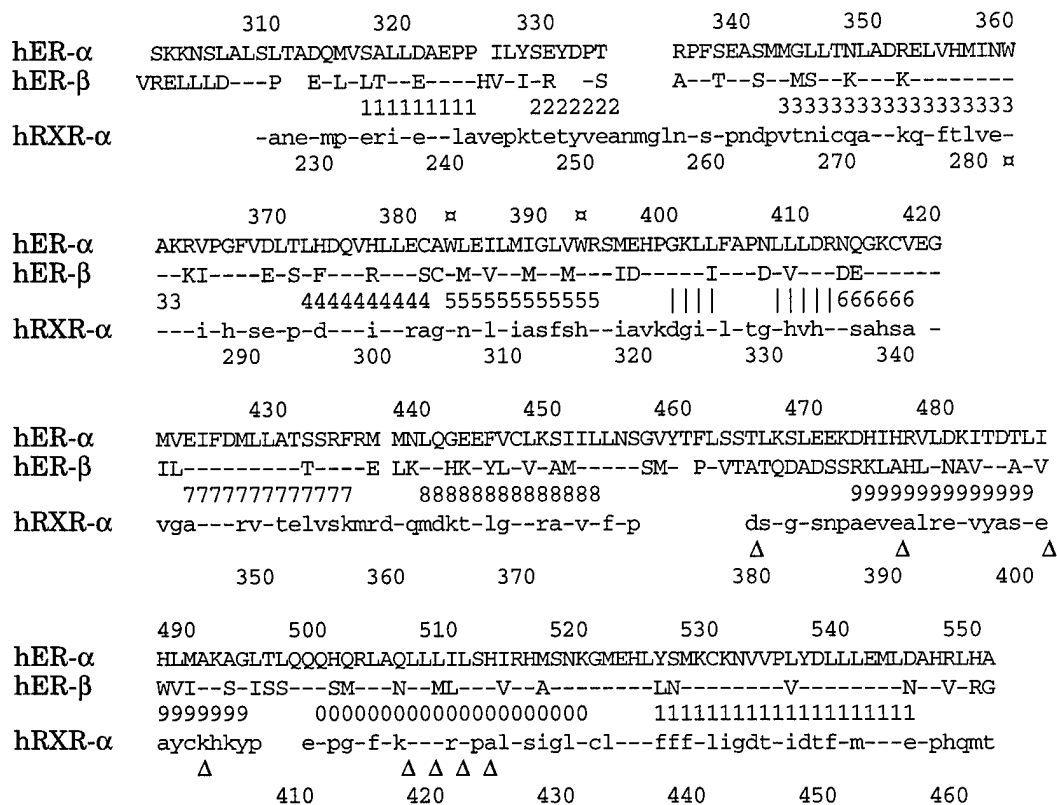 310 320 330 340 350 360
hER-α SKKNSLALSLTADQMVSALLDAEPP ILYSEYDPT RPFSEASMMGLLTNLADRELVHMINW
hER-β VRELLLD---P E-L-LT--E----HV-I-R S A--T--S--MS--K---K--------
111111111 2222222 333333333333333333
hRXR-α -ane-mp-eri-e--lavepktetyveanmgln-s-pndpvtnicqa--kq-ftlve-
230 240 250 260 270 280 ¤
370 380 ¤ 390 ¤ 400 410 420
hER-α AKRVPGFVDLTLHDQVHLLECAWLEILMIGLVWRSMEHPGKLLFAPNLLLDRNQGKCVEG
hER-β --KI----E-S-F---R---SC-M-V--M--M---ID-----I---D-V---DE------
33 4444444444 555555555555 |||| ||||| 666666
hRXR-α ---i-h-se-p-d---i--rag-n-l-iasfsh--iavkdgi-l-tg-hvh--sahsa -
290 300 310 320 330 340
430 440 450 460 470 480
hER-α MVEIFDMLLATSSRFRM MNLQGEEFVCLKSIILLNSGVYTFLSSTLKSLEEKDHIHRVLDKITDTLI
hER-β IL---------T----E LK--HK-YL-V-AM-----SM- P-VTATQDADSSRKLAHL-NAV--A-V
7777777777777 88888888888888 99999999999999
hRXR-α vga---rv-telvskmrd-qmdkt-lg--ra-v-f-p ds-g-snpaevealre-vyas-e
Δ Δ Δ
350 360 370 380 390 400
490 500 510 520 530 540 550
hER-α HLMAKAGLTLQQQHQRLAQLLLILSHIRHMSNKGMEHLYSMKCKNVVPLYDLLLEMLDAHRLHA
hER-β WVI--S-ISS---SM---N--ML---V--A---------LN--------V--------N--V-RG
9999999 000000000000000000000 11111111111111111111
hRXR-α ayckhkyp e-pg-f-k---r-pal-sigl-cl--fff-ligdt-idtf-m---e-phqmt
Δ Δ Δ Δ Δ
410 420 430 440 450 460